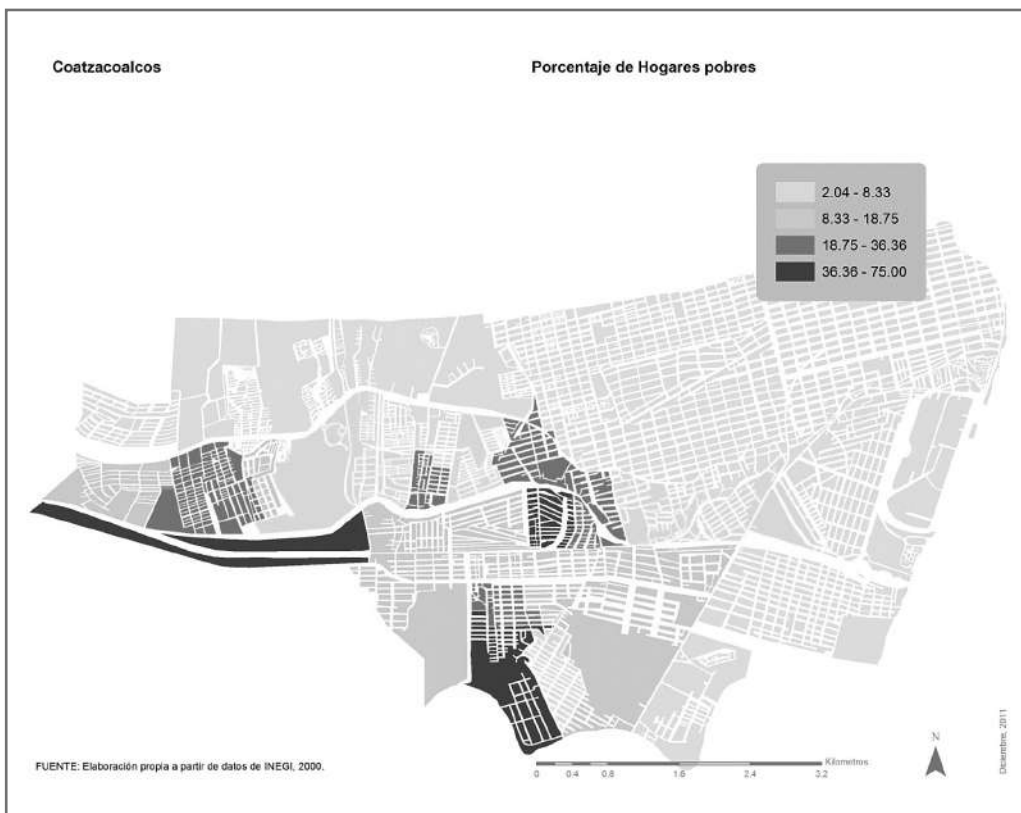 Coatzacoalcos
Porcentaje de Hogares pobres
2.04 - 8.33
8.33 - 18.75
18.75 - 36.36
36.36 - 75.00
FUENTE: Elaboración propia a partir de datos de INEGI, 2000.
Kilometros
0 0.4 0.8 1.6 2.4 3.2
N
Diciembre, 2011